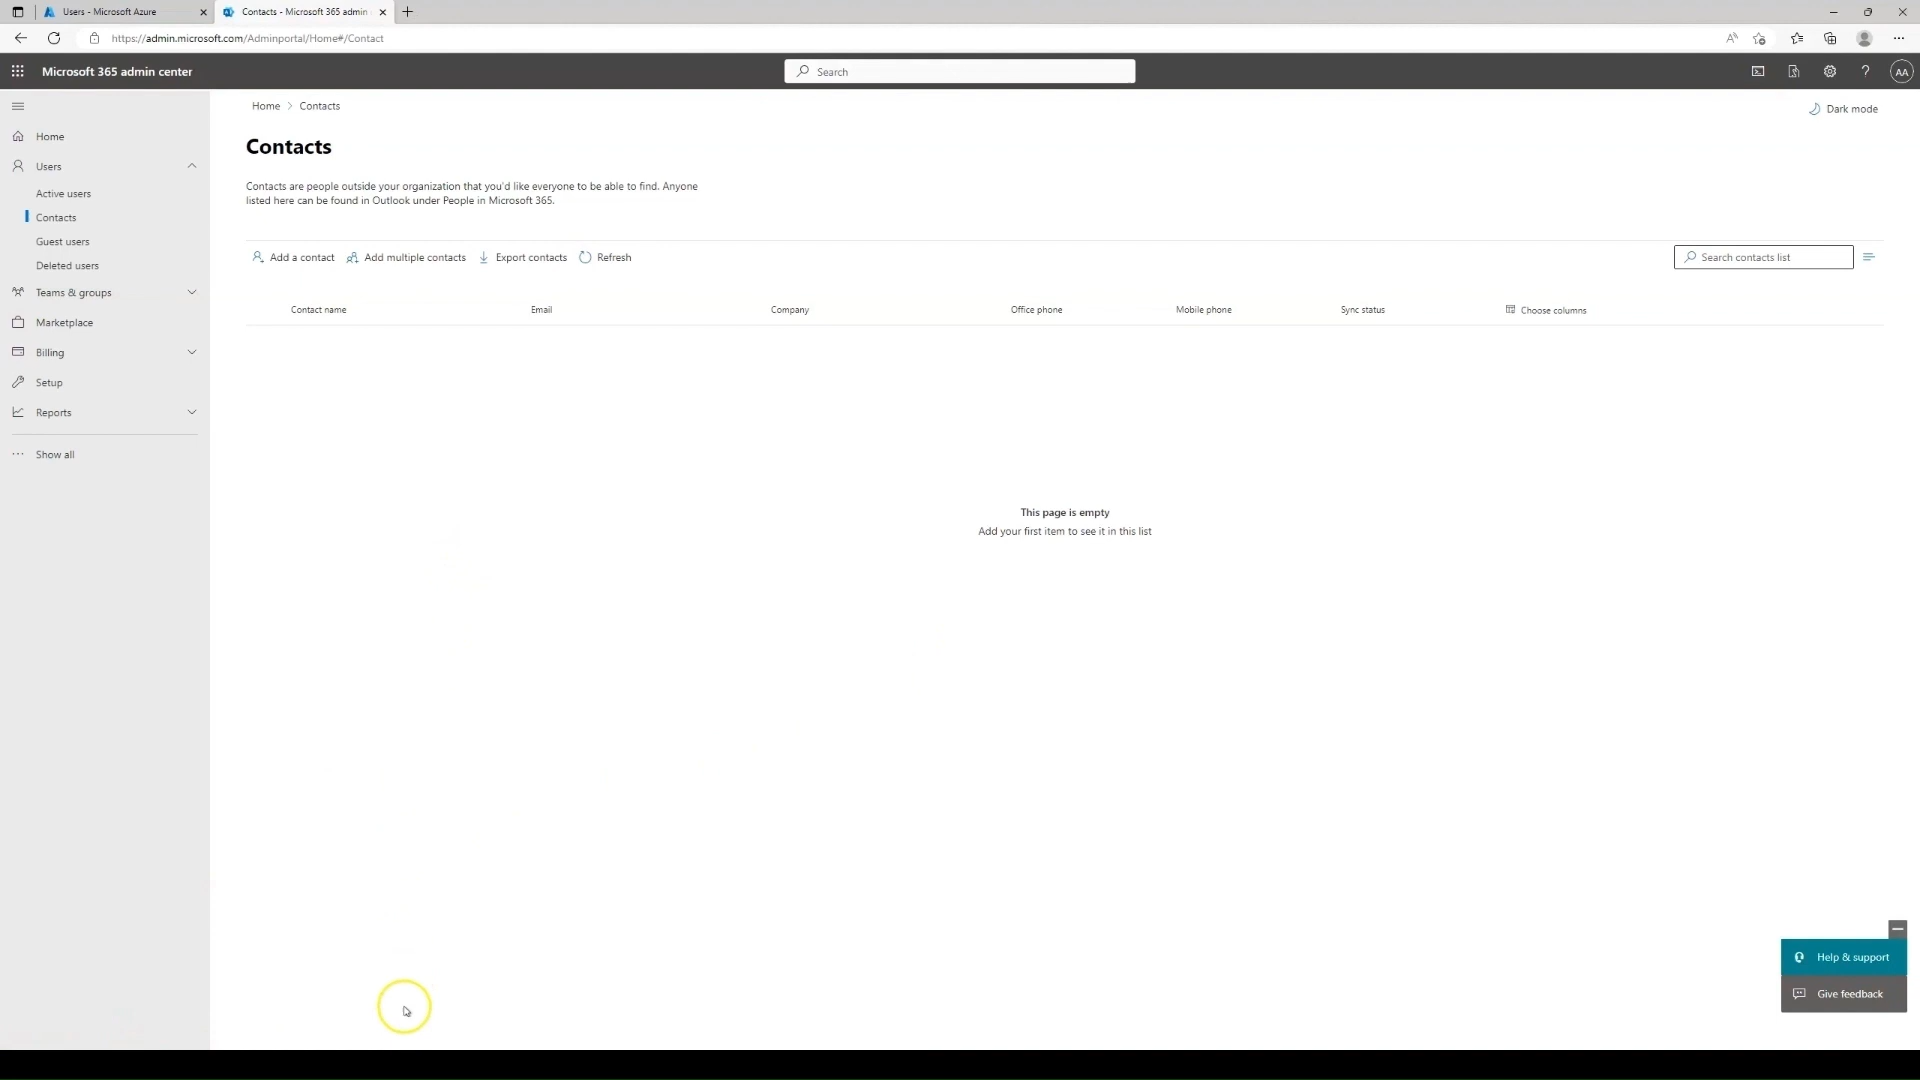 Users - Microsoft Azure
Contacts - Microsoft 365 admin
https://admin.microsoft.com/Adminportal/Home#/Contact
Microsoft 365 admin center
Search
AA
Home
Users
Active users
Contacts
Guest users
Deleted users
Teams & groups
Marketplace
Billing
Setup
Reports
Show all
Home > Contacts
Dark mode
Contacts
Contacts are people outside your organization that you'd like everyone to be able to find. Anyone
listed here can be found in Outlook under People in Microsoft 365.
Add a contact Add multiple contacts Export contacts Refresh
Search contacts list
Contact name Email Company Office phone Mobile phone Sync status Choose columns
This page is empty
Add your first item to see it in this list
Help & support
Give feedback